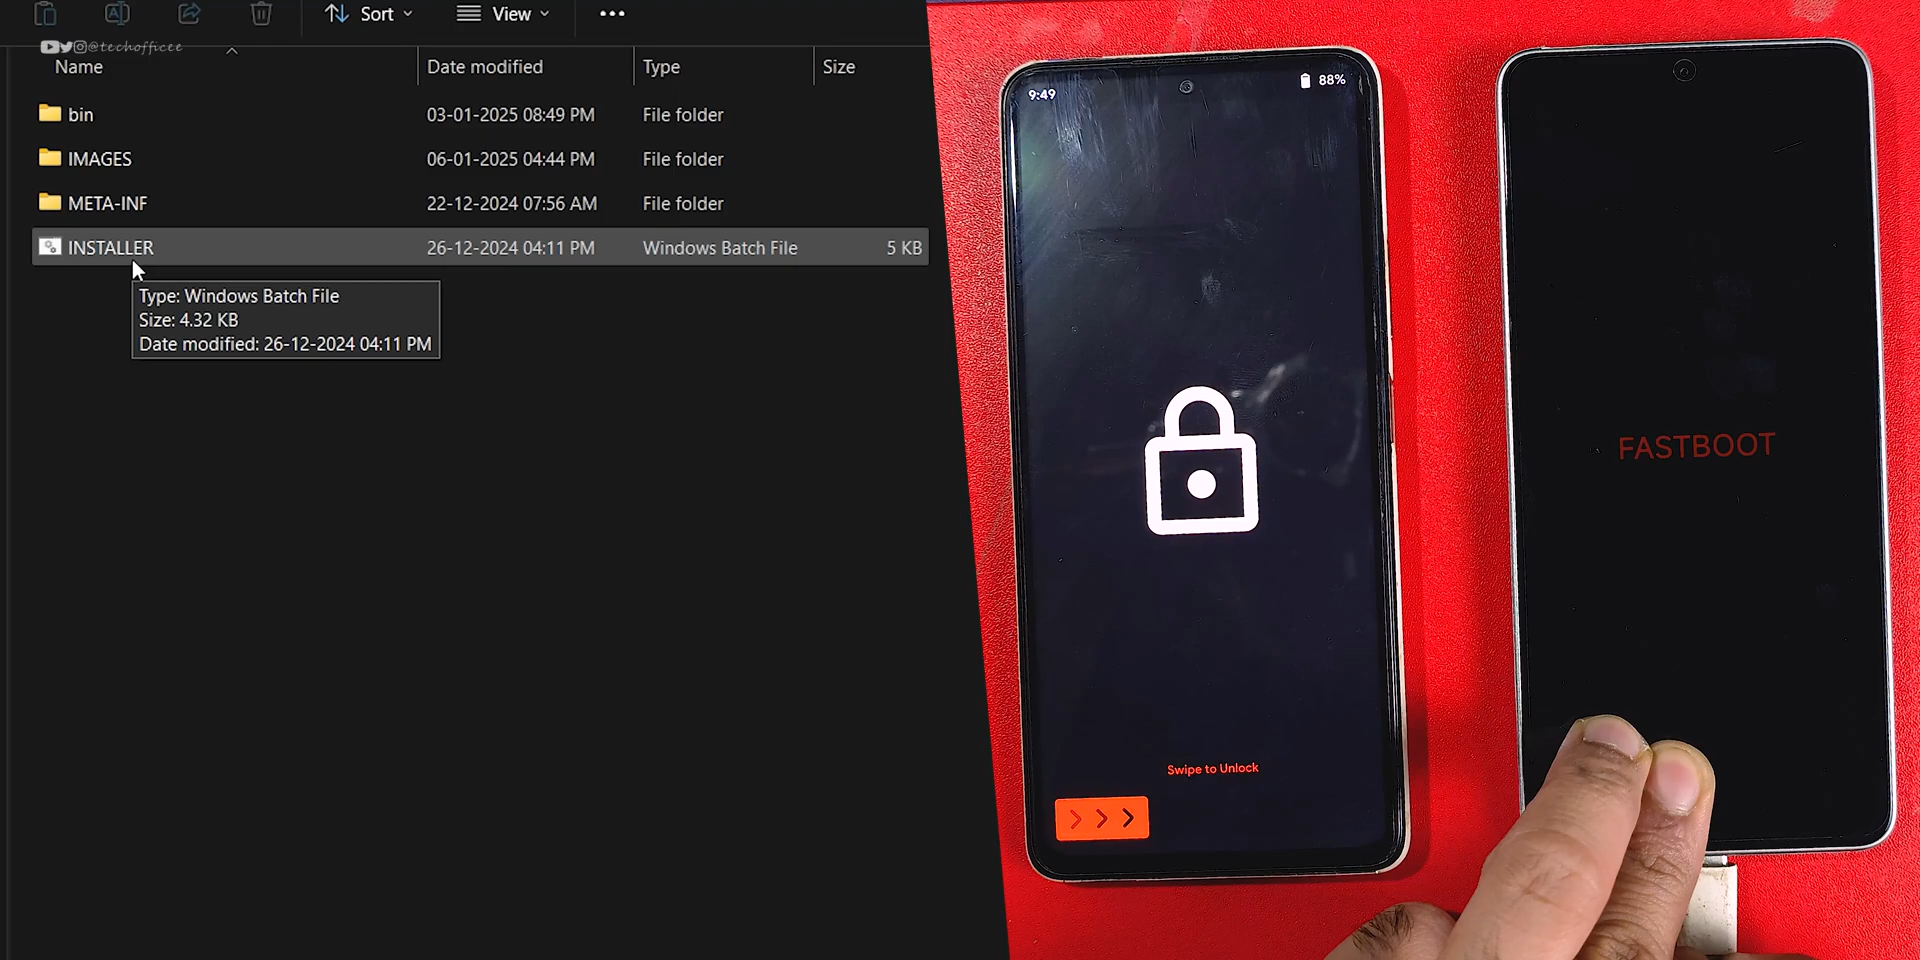 Sort
View
@techofficee
Name
Date modified
Type
Size
bin
03-01-2025 08:49 PM
File folder
IMAGES
06-01-2025 04:44 PM
File folder
META-INF
22-12-2024 07:56 AM
File folder
INSTALLER
26-12-2024 04:11 PM
Windows Batch File
5 KB
Type: Windows Batch File
Size: 4.32 KB
Date modified: 26-12-2024 04:11 PM
9:49
88%
Swipe to Unlock
FASTBOOT